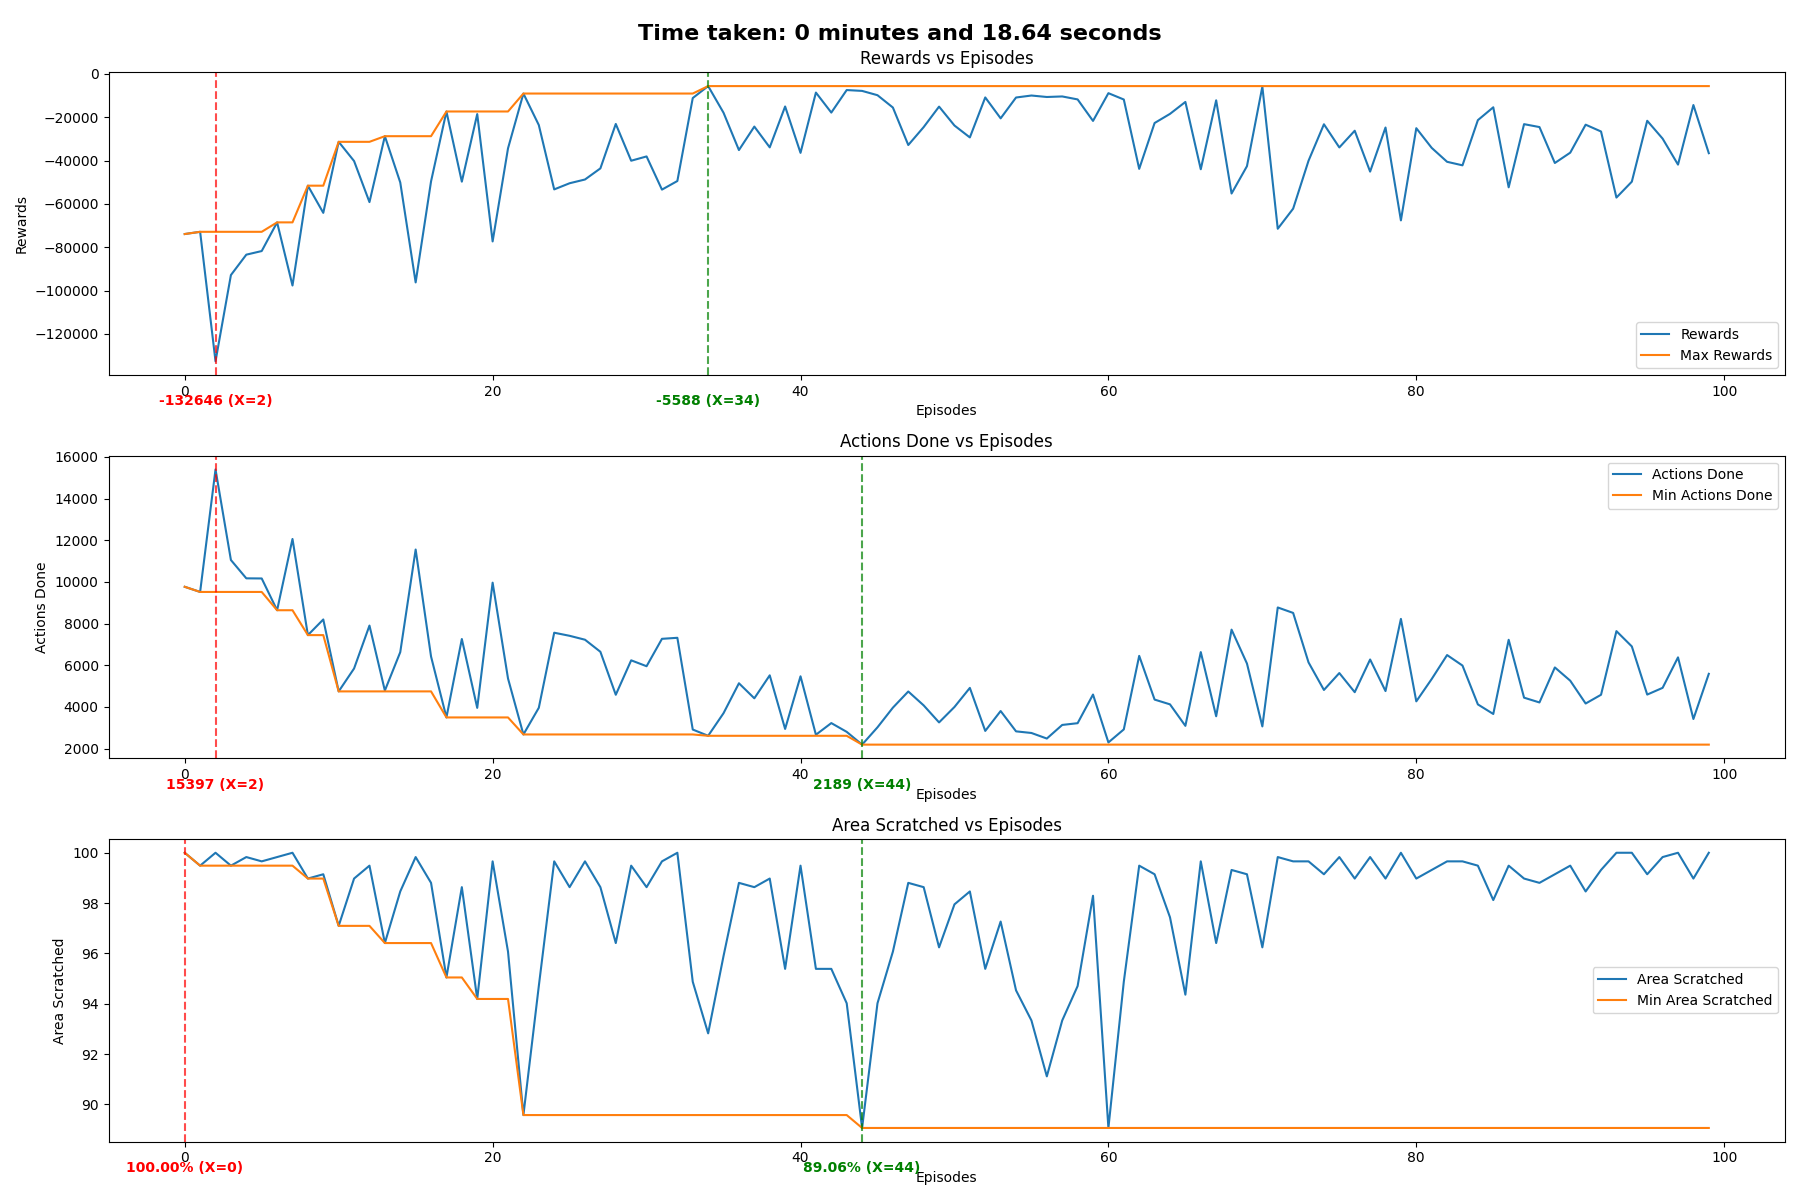 Time taken: 0 minutes and 18.64 seconds
Rewards vs Episodes
0
−20000
−40000
−60000
−80000
−100000
−120000
Rewards
Rewards
Max Rewards
0 20 40 60 80 100
-132646 (X=2) -5588 (X=34)
Episodes
Actions Done vs Episodes
16000
14000
12000
10000
8000
6000
4000
2000
Actions Done
Actions Done
Min Actions Done
0 20 40 60 80 100
15397 (X=2) 2189 (X=44)
Episodes
Area Scratched vs Episodes
100
98
96
94
92
90
Area Scratched
Area Scratched
Min Area Scratched
0 20 40 60 80 100
100.00% (X=0) 89.06% (X=44)
Episodes